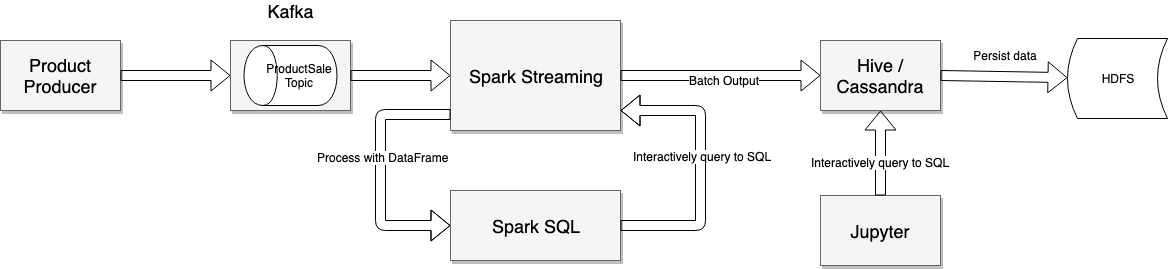 Kafka
Product
Producer
ProductSale
Topic
Spark Streaming
Batch Output
Hive /
Cassandra
Persist data
HDFS
Process with DataFrame
Interactively query to SQL
Interactively query to SQL
Spark SQL
Jupyter